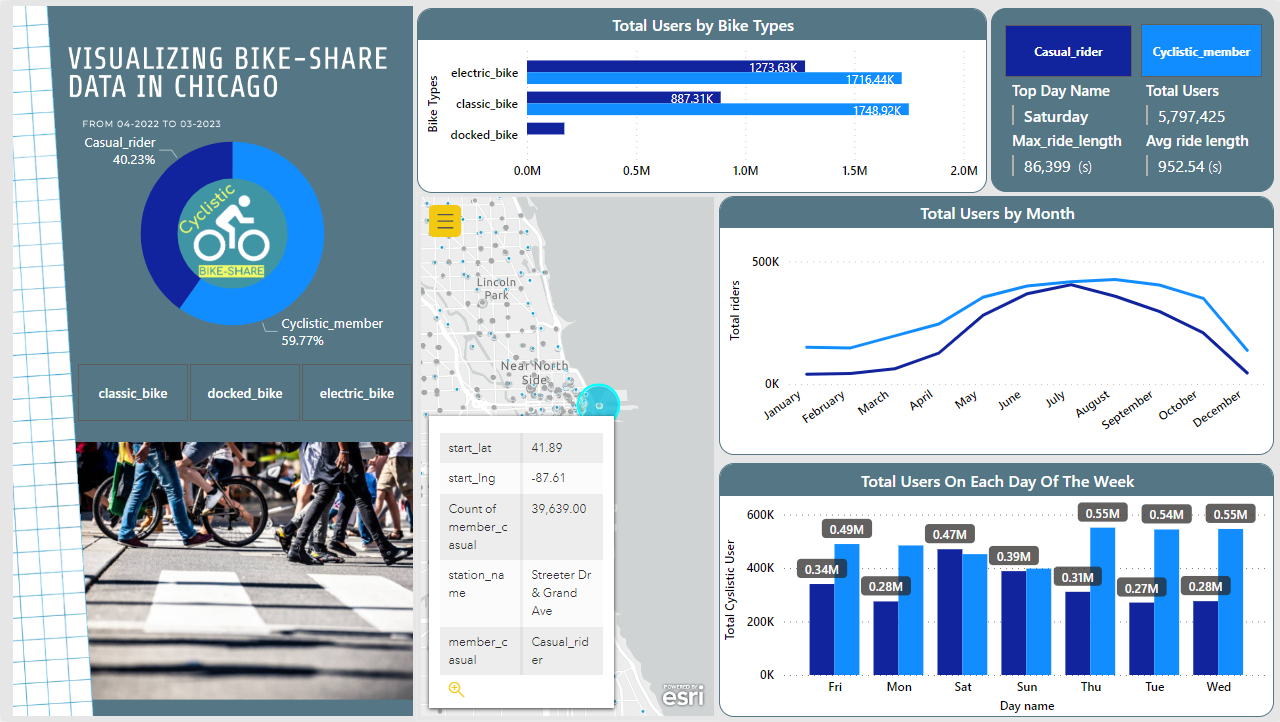 VISUALIZING BIKE-SHARE
DATA IN CHICAGO
FROM 04-2022 TO 03-2023
Casual_rider
40.23%
Cyclistic
BIKE-SHARE
Cyclistic_member
59.77%
classic_bike
docked_bike
electric_bike
Total Users by Bike Types
Bike Types
electric_bike
1273.63K
1716.44K
classic_bike
887.31K
1748.92K
docked_bike
0.0M
0.5M
1.0M
1.5M
2.0M
Casual_rider
Cyclistic_member
Top Day Name
Saturday
Total Users
5,797,425
Max_ride_length
86,399 (s)
Avg ride length
952.54 (s)
Lincoln
Park
Near North
Side
start_lat 41.89
start_lng -87.61
Count of 39,639.00
member_c
asual
station_na Streeter Dr
me & Grand
Ave
member_c Casual_rid
asual er
POWERED BY
esri
Total Users by Month
Total riders
500K
0K
January
February
March
April
May
June
July
August
September
October
December
Total Users On Each Day Of The Week
Total Cyslistic User
600K
400K
200K
0K
0.34M
0.49M
0.28M
0.47M
0.39M
0.31M
0.55M
0.27M
0.54M
0.28M
0.55M
Fri
Mon
Sat
Sun
Thu
Tue
Wed
Day name